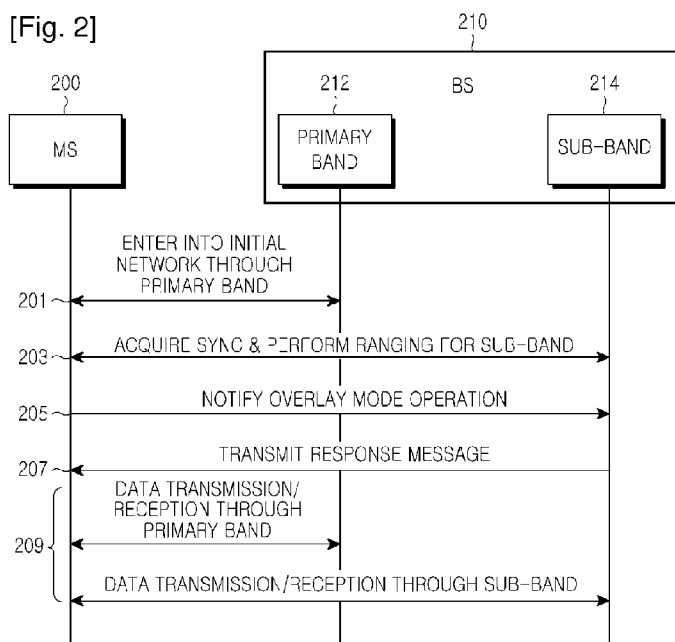 [Fig. 2]
210
200
212
BS
214
MS
PRIMARY
BAND
SUB-BAND
ENTER INTO INITIAL
NETWORK THROUGH
PRIMARY BAND
201
ACQUIRE SYNC & PERFORM RANGING FOR SUB-BAND
203
NOTIFY OVERLAY MODE OPERATION
205
TRANSMIT RESPONSE MESSAGE
207
DATA TRANSMISSION/
RECEPTION THROUGH
PRIMARY BAND
209
DATA TRANSMISSION/RECEPTION THROUGH SUB-BAND